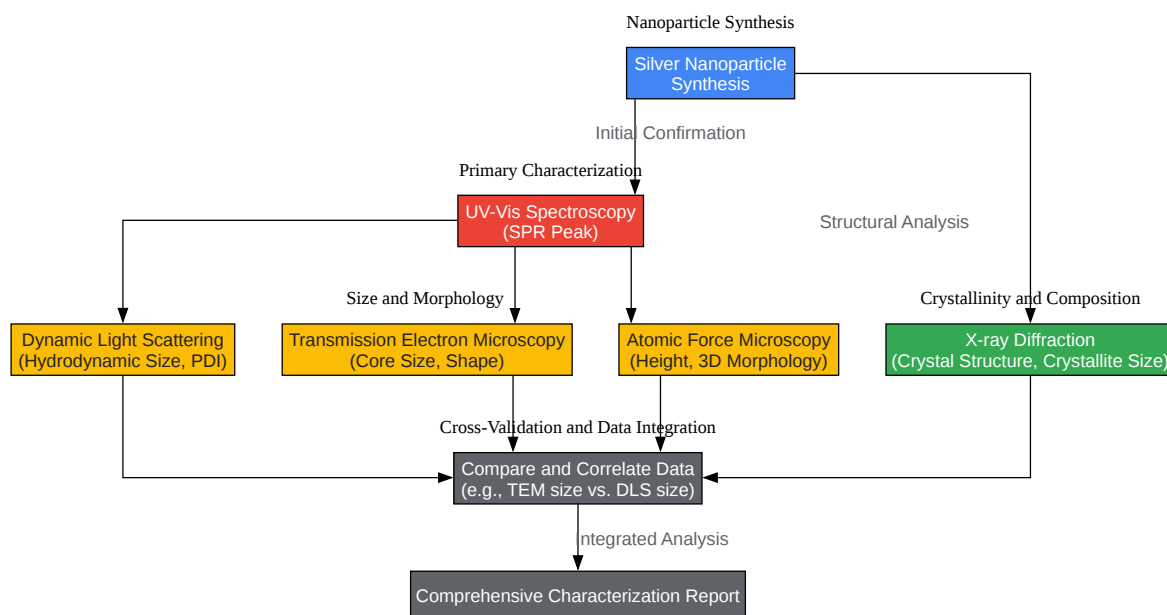 Nanoparticle Synthesis
Silver Nanoparticle
Synthesis
Initial Confirmation
Primary Characterization
UV-Vis Spectroscopy
(SPR Peak)
Structural Analysis
Size and Morphology
Crystallinity and Composition
Dynamic Light Scattering
(Hydrodynamic Size, PDI)
Transmission Electron Microscopy
(Core Size, Shape)
Atomic Force Microscopy
(Height, 3D Morphology)
X-ray Diffraction
(Crystal Structure, Crystallite Size)
Cross-Validation and Data Integration
Compare and Correlate Data
(e.g., TEM size vs. DLS size)
Integrated Analysis
Comprehensive Characterization Report